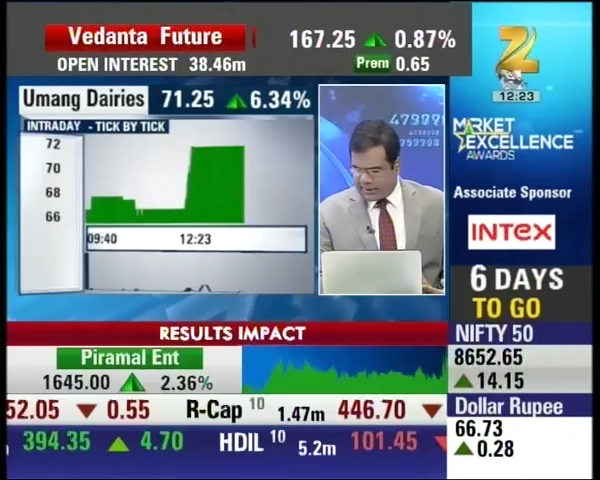 Vedanta Future
167.25 0.87%
OPEN INTEREST 38.46m
Prem 0.65
Z
12:23
Umang Dairies 71.25 6.34%
INTRADAY - TICK BY TICK
72
70
68
66
09:40 12:23
MARKET
EXCELLENCE
AWARDS
Associate Sponsor
INTEX
6 DAYS
TO GO
RESULTS IMPACT
Piramal Ent
1645.00 2.36%
NIFTY 50
8652.65
14.15
Dollar Rupee
66.73
0.28
52.05 0.55 R-Cap 10 1.47m 446.70
394.35 4.70 HDIL 10 5.2m 101.45